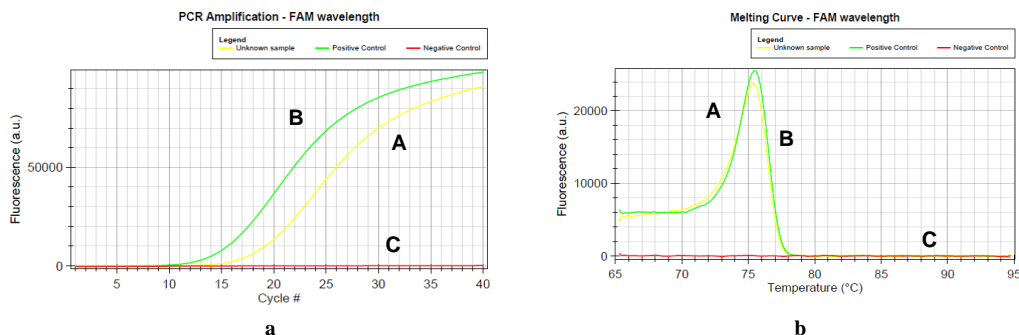 PCR Amplification - FAM wavelength
Legend
Unknown sample Positive Control Negative Control
Fluorescence (a.u.)
50000
0
B
A
C
5 10 15 20 25 30 35 40
Cycle #
a
Melting Curve - FAM wavelength
Legend
Unknown sample Positive Control Negative Control
Fluorescence (a.u.)
20000
10000
0
A
B
C
65 70 75 80 85 90 95
Temperature (°C)
b